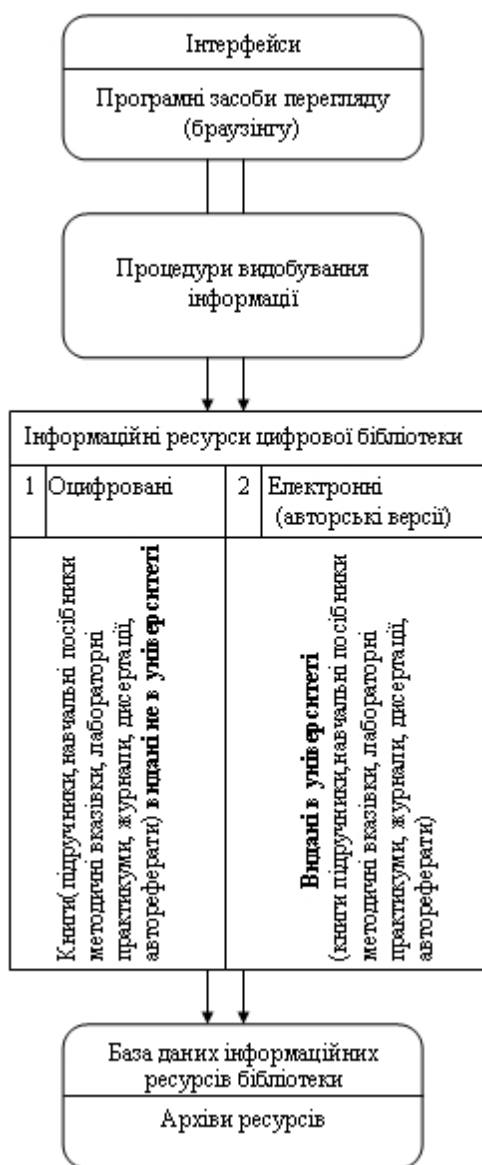 Інтерфейси
Програмні засоби перегляду
(браузінгу)
Процедури видобування
інформації
Інформаційні ресурси цифрової бібліотеки
1 Оцифровані
2 Електронні
(авторські версії)
Книги( підручники,навчальні посібники
методичні вказівки, лабораторні
практикуми, журнали, дисертації,
автореферати) видані не в університеті
Видані в університеті
(книги підручники,навчальні посібники
методичні вказівки, лабораторні
практикуми, журнали, дисертації,
автореферати)
База даних інформаційних
ресурсів бібліотеки
Архіви ресурсів